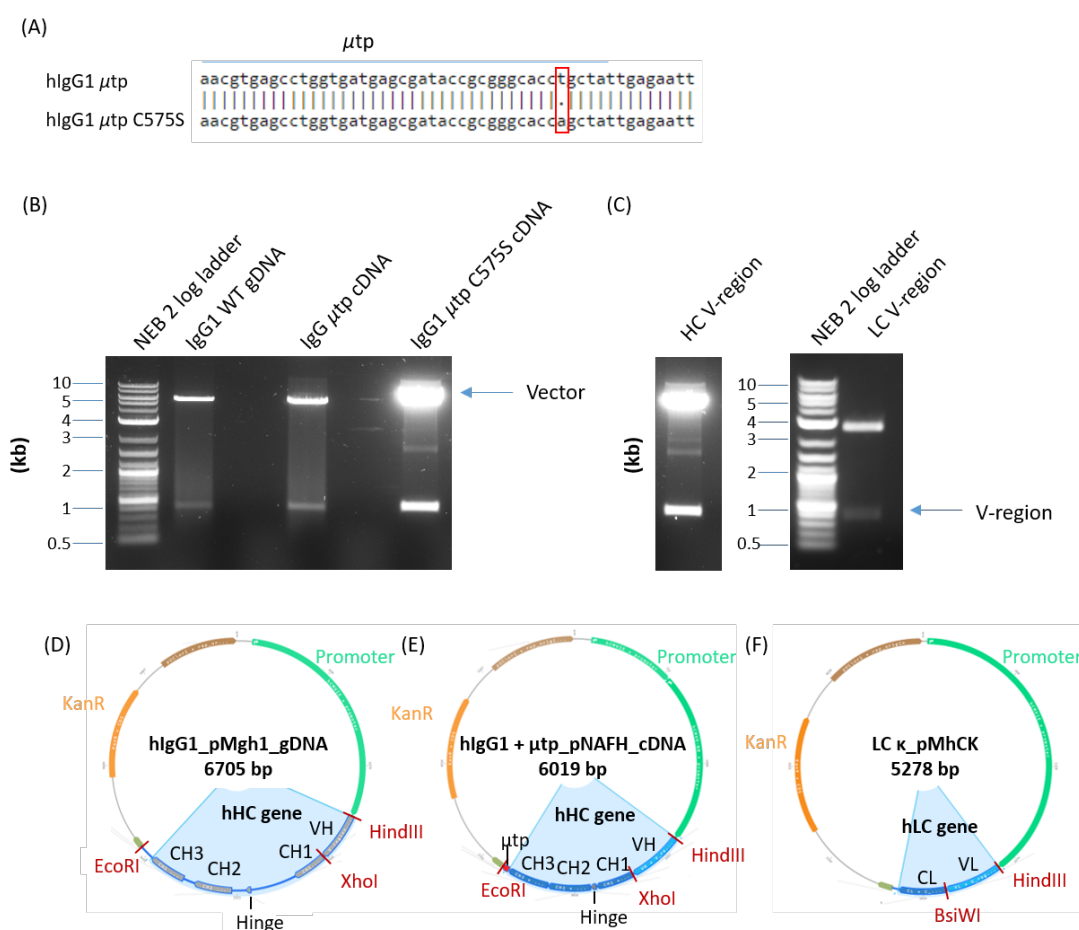 (A)
μtp
hIgG1 μtp
aacgtgagcctggtgatgagcgataccgcgggcacctgctattgagaatt
hIgG1 μtp C575S
aacgtgagcctggtgatgagcgataccgcgggcaccagctattgagaatt
(B)
NEB 2 log ladder
IgG1 WT gDNA
IgG μtp cDNA
IgG1 μtp C575S cDNA
(kb)
10
5
4
3
2
1
0.5
Vector
(C)
HC V-region
NEB 2 log ladder
LC V-region
(kb)
10
5
4
3
2
1
0.5
V-region
(D)
Promoter
KanR
hIgG1_pMgh1_gDNA
6705 bp
hHC gene
VH
HindIII
CH1
XhoI
CH2
CH3
EcoRI
Hinge
(E)
Promoter
KanR
hIgG1 + μtp_pNAFH_cDNA
6019 bp
hHC gene
VH
HindIII
μtp
CH3
CH2
CH1
XhoI
EcoRI
Hinge
(F)
Promoter
KanR
LC κ_pMhCK
5278 bp
hLC gene
VL
CL
HindIII
BsiWI